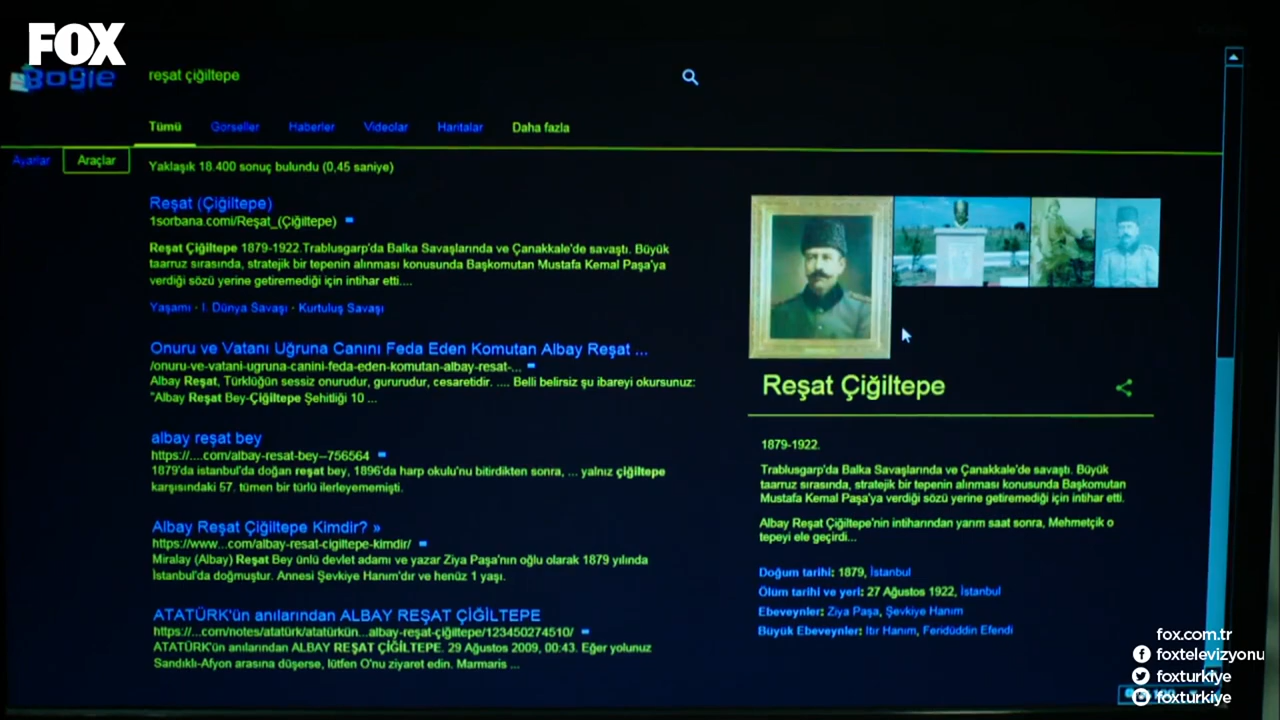 FOX
Bogle
reşat çiğiltepe
Tümü Görseller Haberler Videolar Haritalar Daha fazla
Ayarlar Araçlar
Yaklaşık 18.400 sonuç bulundu (0,45 saniye)
Reşat (Çiğiltepe)
1sorbana.coml/Reşat_(Çiğiltepe)
Reşat Çiğiltepe 1879-1922.Trablusgarp'da Balka Savaşlarında ve Çanakkale'de savaştı. Büyük
taarruz sırasında, stratejik bir tepenin alınması konusunda Başkomutan Mustafa Kemal Paşa'ya
verdiği sözü yerine getiremediği için intihar etti....
Yaşamı · I. Dünya Savaşı · Kurtuluş Savaşı
Onuru ve Vatanı Uğruna Canını Feda Eden Komutan Albay Reşat ...
/onuru-ve-vatani-ugruna-canini-feda-eden-komutan-albay-resat-...
Albay Reşat, Türklüğün sessiz onurudur, gururudur, cesaretidir. .... Belli belirsiz şu ibareyi okursunuz:
"Albay Reşat Bey-Çiğiltepe Şehitliği 10 ...
albay reşat bey
https://....com/albay-resat-bey--756564
1879'da istanbul'da doğan reşat bey, 1896'da harp okulu'nu bitirdikten sonra, ... yalnız çiğiltepe
karşısındaki 57. tümen bir türlü ilerleyememişti.
Albay Reşat Çiğiltepe Kimdir? »
https://www...com/albay-resat-cigiltepe-kimdir/
Miralay (Albay) Reşat Bey ünlü devlet adamı ve yazar Ziya Paşa'nın oğlu olarak 1879 yılında
İstanbul'da doğmuştur. Annesi Şevkiye Hanım'dır ve henüz 1 yaşı.
ATATÜRK'ün anılarından ALBAY REŞAT ÇİĞİLTEPE
https://...com/notes/atatürk/atatürkün...albay-reşat-çiğiltepe/123450274510/
ATATÜRK'ün anılarından ALBAY REŞAT ÇİĞİLTEPE. 29 Ağustos 2009, 00:43. Eğer yolunuz
Sandıklı-Afyon arasına düşerse, lütfen O'nu ziyaret edin. Marmaris ...
Reşat Çiğiltepe
1879-1922.
Trablusgarp'da Balka Savaşlarında ve Çanakkale'de savaştı. Büyük
taarruz sırasında, stratejik bir tepenin alınması konusunda Başkomutan
Mustafa Kemal Paşa'ya verdiği sözü yerine getiremediği için intihar etti.
Albay Reşat Çiğiltepe'nin intiharından yarım saat sonra, Mehmetçik o
tepeyi ele geçirdi...
Doğum tarihi: 1879, İstanbul
Ölüm tarihi ve yeri: 27 Ağustos 1922, İstanbul
Ebeveynler: Ziya Paşa, Şevkiye Hanım
Büyük Ebeveynler: Itır Hanım, Feridüddin Efendi
fox.com.tr
foxtelevizyonu
foxturkiye
foxturkiye